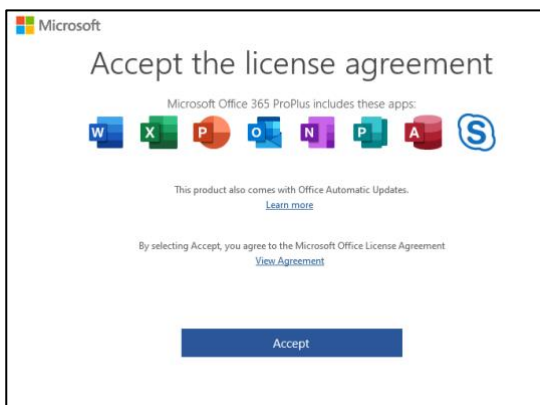 Microsoft
Accept the license agreement
Microsoft Office 365 ProPlus includes these apps:
W X P O N P A S
This product also comes with Office Automatic Updates.
Learn more
By selecting Accept, you agree to the Microsoft Office License Agreement
View Agreement
Accept